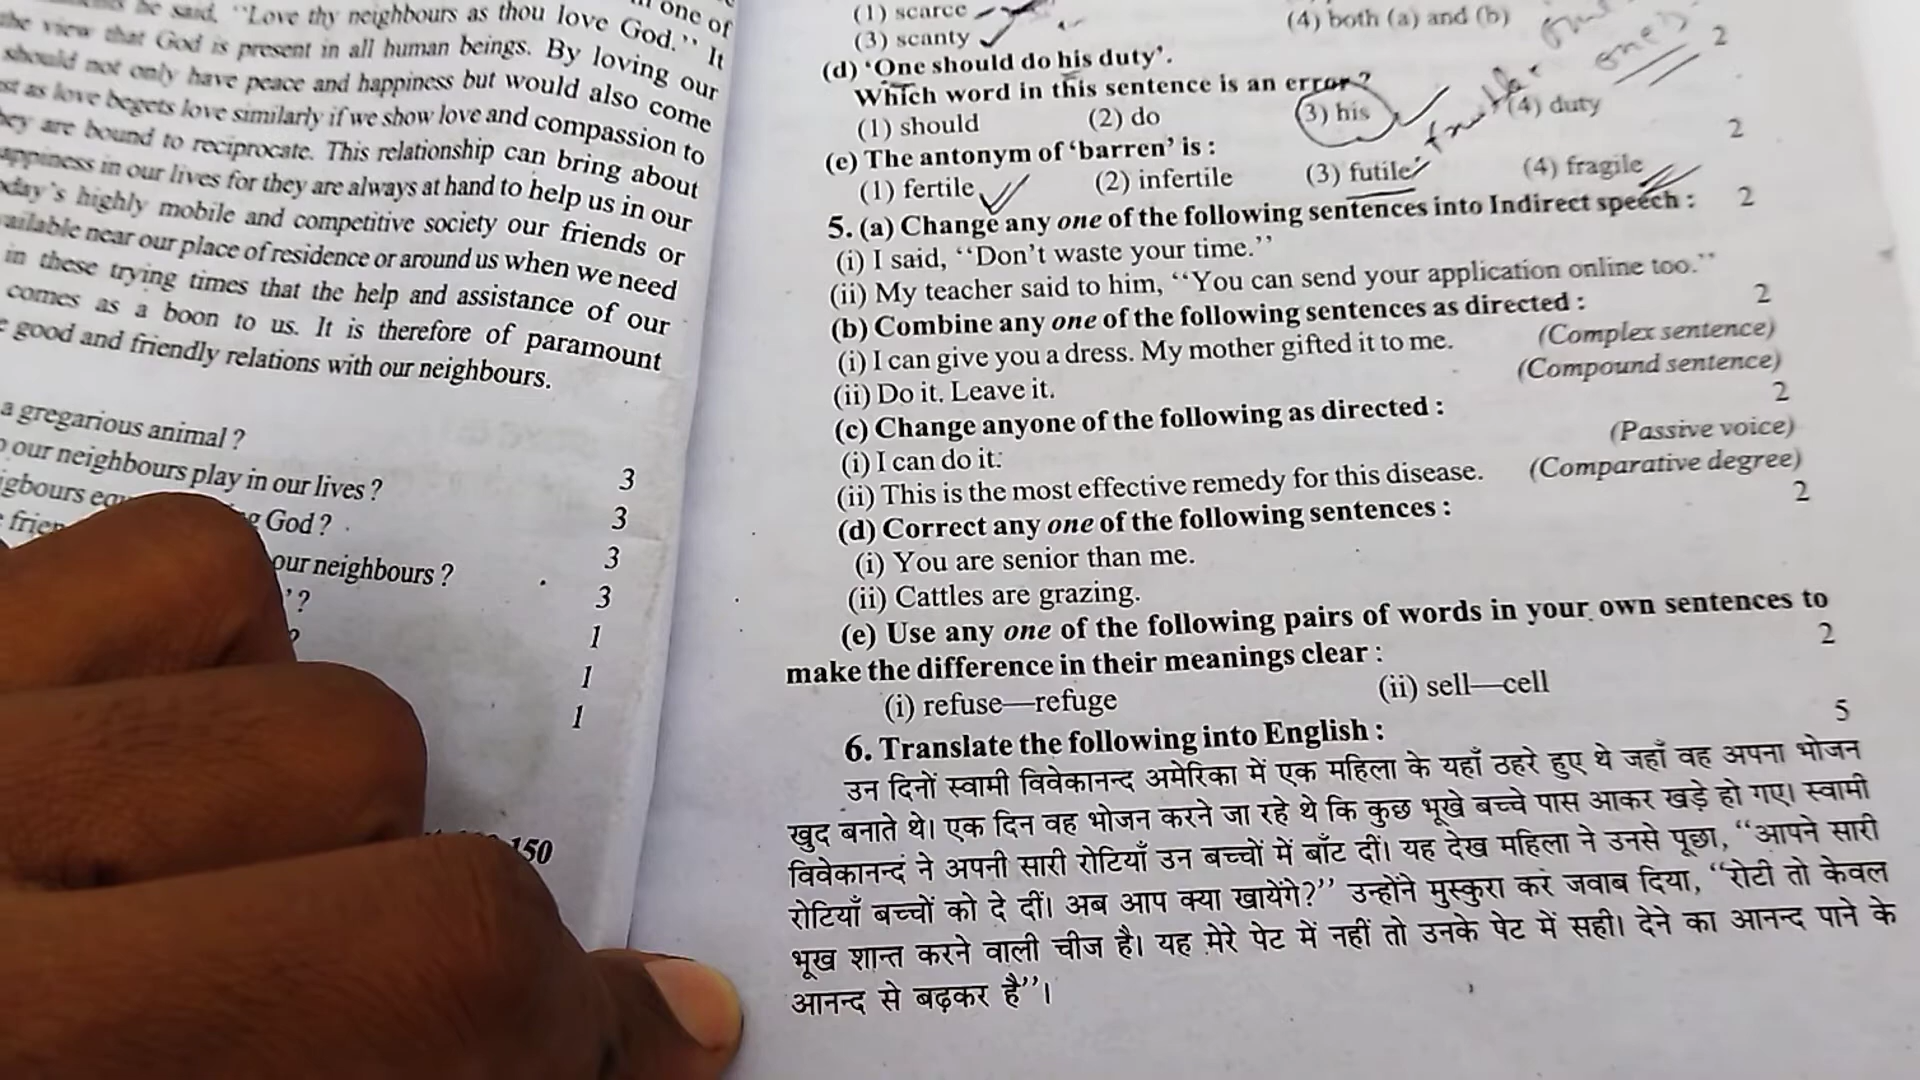 one of
he said, “Love thy neighbours as thou love God.” It
the view that God is present in all human beings. By loving our
should not only have peace and happiness but would also come
as love begets love similarly if we show love and compassion to
are bound to reciprocate. This relationship can bring about
in our lives for they are always at hand to help us in our
highly mobile and competitive society our friends or
near our place of residence or around us when we need
in these trying times that the help and assistance of our
comes as a boon to us. It is therefore of paramount
good and friendly relations with our neighbours.
a gregarious animal ?
our neighbours play in our lives ? 3
God ? 3
our neighbours ? 3
’ ? 3
? 1
1
1
150
(1) scarce
(3) scanty (4) both (a) and (b)
(d) ‘One should do his duty’. 2
Which word in this sentence is an error ?
(1) should (2) do (3) his (4) duty
(e) The antonym of ‘barren’ is : 2
(1) fertile (2) infertile (3) futile (4) fragile
5. (a) Change any one of the following sentences into Indirect speech : 2
(i) I said, “Don’t waste your time.”
(ii) My teacher said to him, “You can send your application online too.”
(b) Combine any one of the following sentences as directed : 2
(i) I can give you a dress. My mother gifted it to me. (Complex sentence)
(ii) Do it. Leave it. (Compound sentence)
(c) Change anyone of the following as directed : 2
(i) I can do it. (Passive voice)
(ii) This is the most effective remedy for this disease. (Comparative degree)
(d) Correct any one of the following sentences : 2
(i) You are senior than me.
(ii) Cattles are grazing.
(e) Use any one of the following pairs of words in your own sentences to
make the difference in their meanings clear : 2
(i) refuse—refuge (ii) sell—cell
6. Translate the following into English : 5
उन दिनों स्वामी विवेकानन्द अमेरिका में एक महिला के यहाँ ठहरे हुए थे जहाँ वह अपना भोजन
खुद बनाते थे। एक दिन वह भोजन करने जा रहे थे कि कुछ भूखे बच्चे पास आकर खड़े हो गए। स्वामी
विवेकानन्द ने अपनी सारी रोटियाँ उन बच्चों में बाँट दीं। यह देख महिला ने उनसे पूछा, “आपने सारी
रोटियाँ बच्चों को दे दीं। अब आप क्या खायेंगे?” उन्होंने मुस्कुरा कर जवाब दिया, “रोटी तो केवल
भूख शान्त करने वाली चीज है। यह मेरे पेट में नहीं तो उनके पेट में सही। देने का आनन्द पाने के
आनन्द से बढ़कर है”।